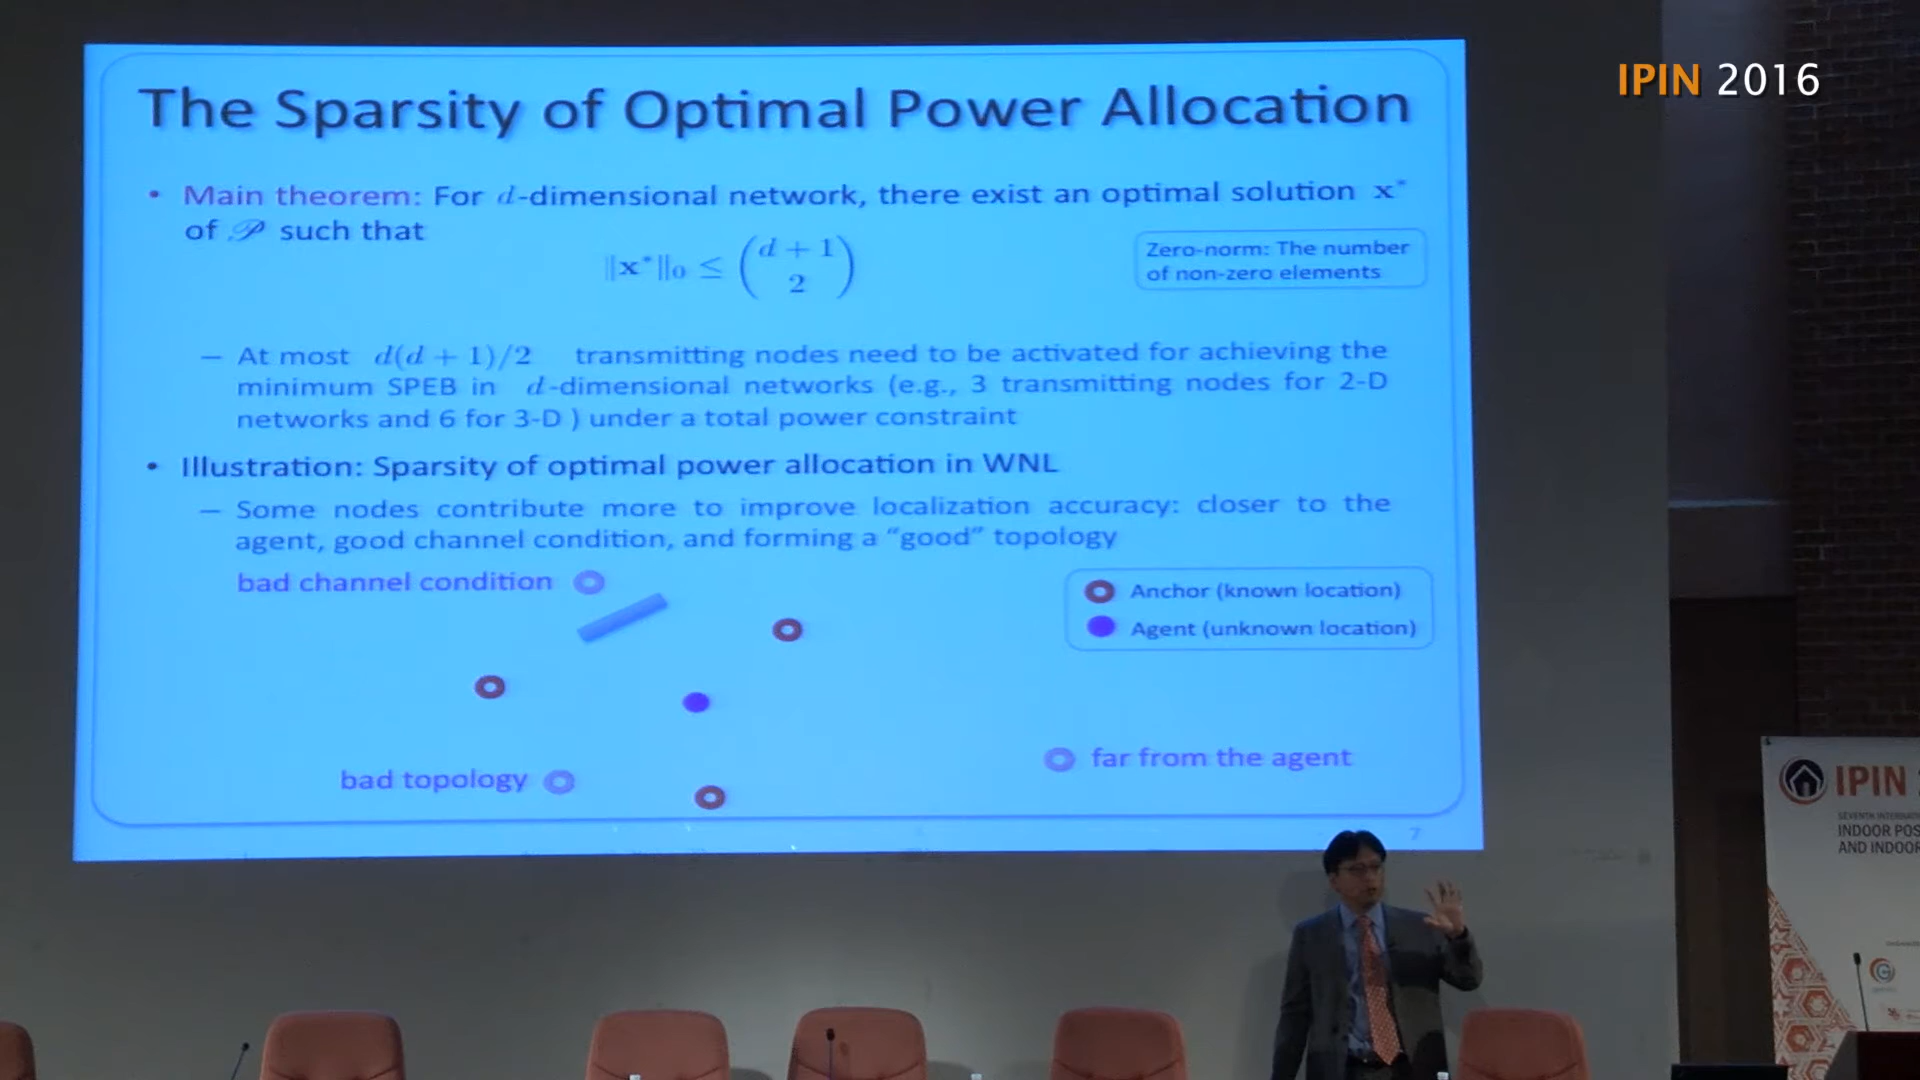 IPIN 2016
The Sparsity of Optimal Power Allocation
• Main theorem: For d-dimensional network, there exist an optimal solution x*
of 𝒫 such that
‖x*‖₀ ≤ (d + 1 2)
Zero-norm: The number
of non-zero elements
– At most d(d + 1)/2 transmitting nodes need to be activated for achieving the
minimum SPEB in d-dimensional networks (e.g., 3 transmitting nodes for 2-D
networks and 6 for 3-D ) under a total power constraint
• Illustration: Sparsity of optimal power allocation in WNL
– Some nodes contribute more to improve localization accuracy: closer to the
agent, good channel condition, and forming a “good” topology
bad channel condition
Anchor (known location)
Agent (unknown location)
far from the agent
bad topology
7
IPIN
SEVENTH
INDOOR POS
AND INDOOR